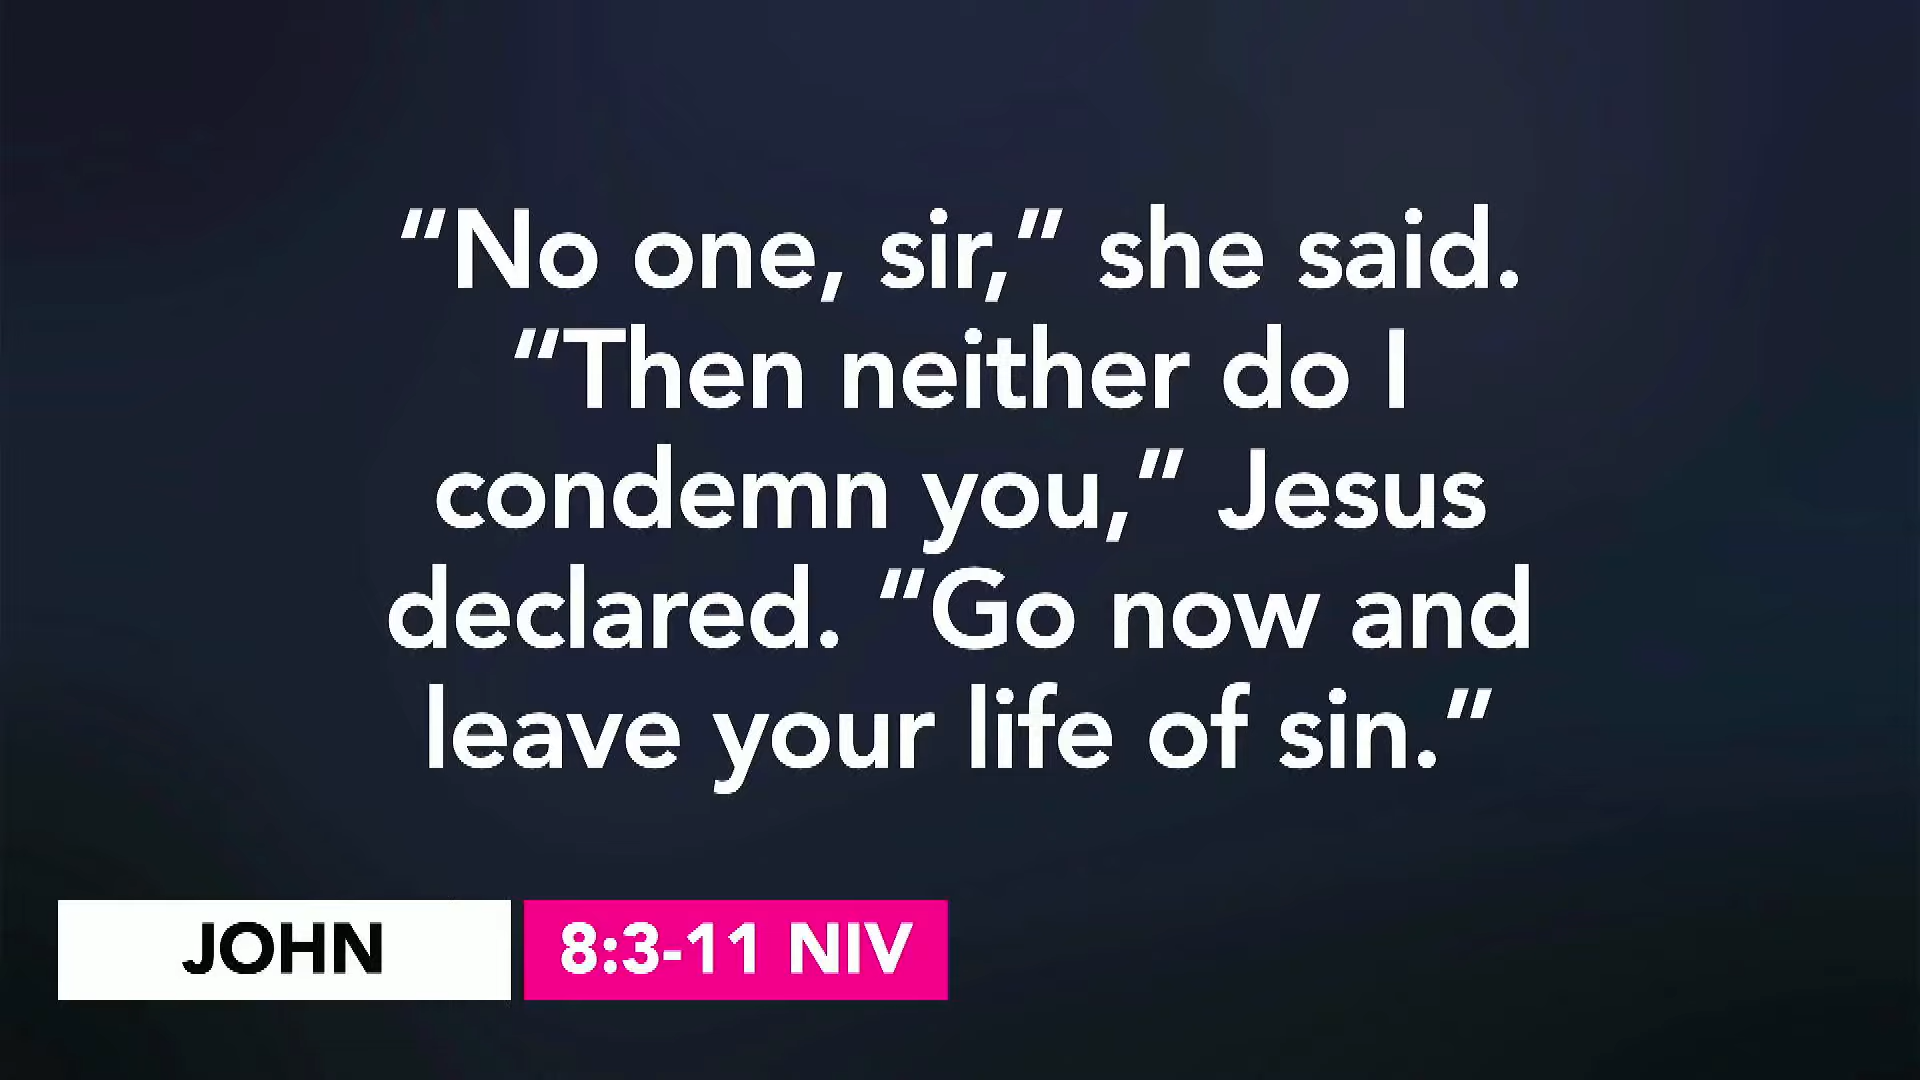 “No one, sir,” she said.
“Then neither do I
condemn you,” Jesus
declared. “Go now and
leave your life of sin.”
JOHN 8:3-11 NIV